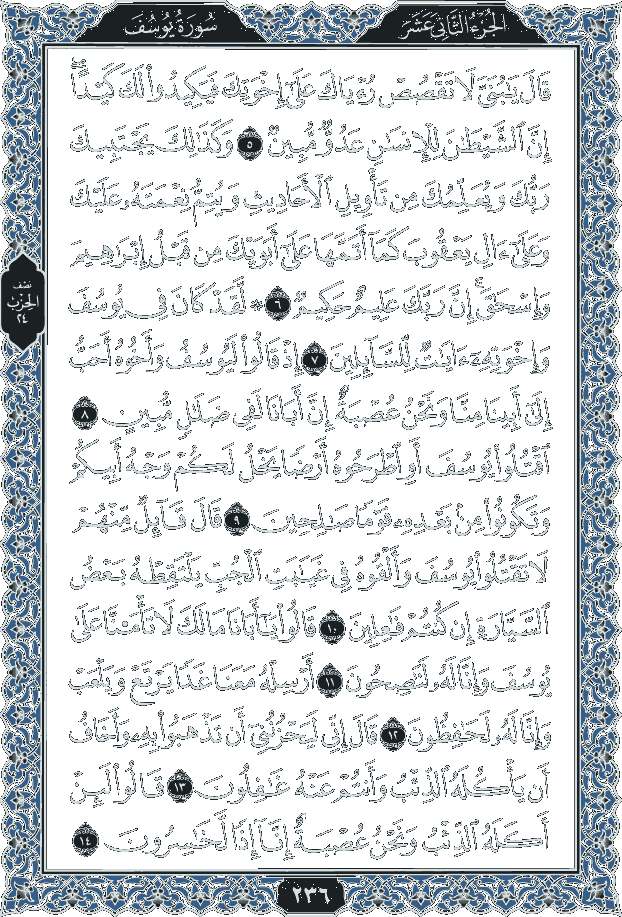 الجزء الثاني عشر
سورة يوسف
قَالَ يَٰبُنَىَّ لَا تَقْصُصْ رُءْيَاكَ عَلَىٰٓ إِخْوَتِكَ فَيَكِيدُوا۟ لَكَ كَيْدًا ۖ
إِنَّ ٱلشَّيْطَٰنَ لِلْإِنسَٰنِ عَدُوٌّ مُّبِينٌ ٥ وَكَذَٰلِكَ يَجْتَبِيكَ
رَبُّكَ وَيُعَلِّمُكَ مِن تَأْوِيلِ ٱلْأَحَادِيثِ وَيُتِمُّ نِعْمَتَهُۥ عَلَيْكَ
وَعَلَىٰٓ ءَالِ يَعْقُوبَ كَمَآ أَتَمَّهَا عَلَىٰٓ أَبَوَيْكَ مِن قَبْلُ إِبْرَٰهِيمَ
وَإِسْحَٰقَ ۚ إِنَّ رَبَّكَ عَلِيمٌ حَكِيمٌ ٦ ۞ لَّقَدْ كَانَ فِى يُوسُفَ
وَإِخْوَتِهِۦٓ ءَايَٰتٌ لِّلسَّآئِلِينَ ٧ إِذْ قَالُوا۟ لَيُوسُفُ وَأَخُوهُ أَحَبُّ
إِلَىٰٓ أَبِينَا مِنَّا وَنَحْنُ عُصْبَةٌ إِنَّ أَبَانَا لَفِى ضَلَٰلٍ مُّبِينٍ ٨
ٱقْتُلُوا۟ يُوسُفَ أَوِ ٱطْرَحُوهُ أَرْضًا يَخْلُ لَكُمْ وَجْهُ أَبِيكُمْ
وَتَكُونُوا۟ مِنۢ بَعْدِهِۦ قَوْمًا صَٰلِحِينَ ٩ قَالَ قَآئِلٌ مِّنْهُمْ
لَا تَقْتُلُوا۟ يُوسُفَ وَأَلْقُوهُ فِى غَيَٰبَتِ ٱلْجُبِّ يَلْتَقِطْهُ بَعْضُ
ٱلسَّيَّارَةِ إِن كُنتُمْ فَٰعِلِينَ ١٠ قَالُوا۟ يَٰٓأَبَانَا مَا لَكَ لَا تَأْمَ۫نَّا عَلَىٰ
يُوسُفَ وَإِنَّا لَهُۥ لَنَٰصِحُونَ ١١ أَرْسِلْهُ مَعَنَا غَدًا يَرْتَعْ وَيَلْعَبْ
وَإِنَّا لَهُۥ لَحَٰفِظُونَ ١٢ قَالَ إِنِّى لَيَحْزُنُنِىٓ أَن تَذْهَبُوا۟ بِهِۦ وَأَخَافُ
أَن يَأْكُلَهُ ٱلذِّئْبُ وَأَنتُمْ عَنْهُ غَٰفِلُونَ ١٣ قَالُوا۟ لَئِنْ
أَكَلَهُ ٱلذِّئْبُ وَنَحْنُ عُصْبَةٌ إِنَّآ إِذًا لَّخَٰسِرُونَ ١٤
نصف
الحزب
٢٤
٢٣٦